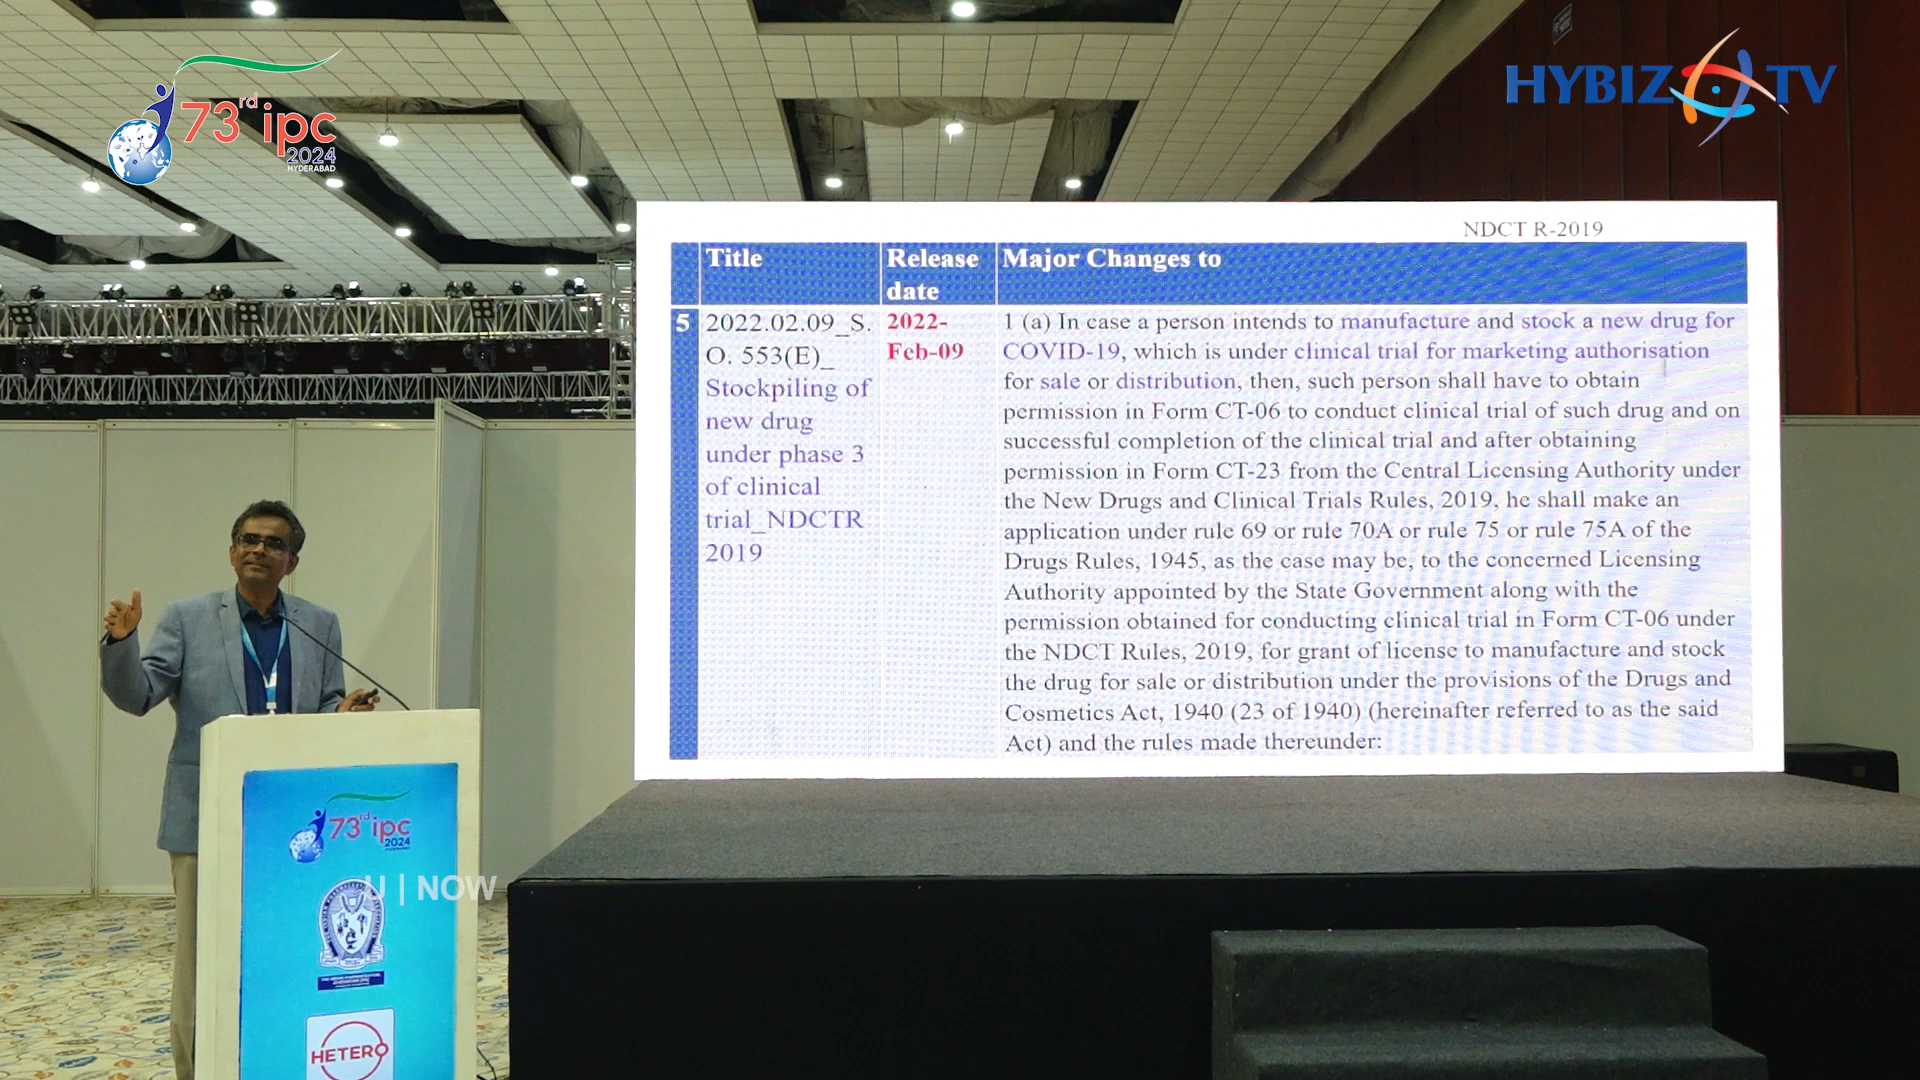 73rd ipc
2024
HYDERABAD
HYBIZ TV
NDCT R-2019
Title
Release
date
Major Changes to
5
2022.02.09_S.
O. 553(E)_
Stockpiling of
new drug
under phase 3
of clinical
trial_NDCTR
2019
2022-
Feb-09
1 (a) In case a person intends to manufacture and stock a new drug for
COVID-19, which is under clinical trial for marketing authorisation
for sale or distribution, then, such person shall have to obtain
permission in Form CT-06 to conduct clinical trial of such drug and on
successful completion of the clinical trial and after obtaining
permission in Form CT-23 from the Central Licensing Authority under
the New Drugs and Clinical Trials Rules, 2019, he shall make an
application under rule 69 or rule 70A or rule 75 or rule 75A of the
Drugs Rules, 1945, as the case may be, to the concerned Licensing
Authority appointed by the State Government along with the
permission obtained for conducting clinical trial in Form CT-06 under
the NDCT Rules, 2019, for grant of license to manufacture and stock
the drug for sale or distribution under the provisions of the Drugs and
Cosmetics Act, 1940 (23 of 1940) (hereinafter referred to as the said
Act) and the rules made thereunder:
73rd ipc
2024
| NOW
HETERO